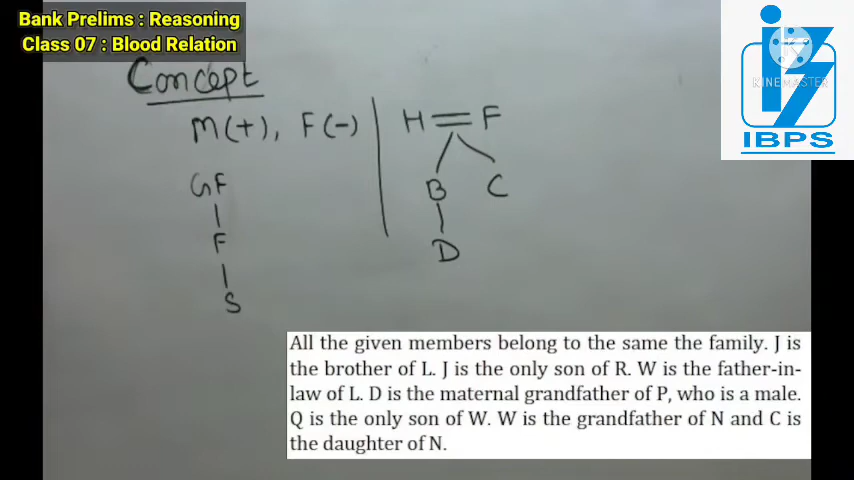 Bank Prelims : Reasoning
Class 07 : Blood Relation
KINEMASTER
IBPS
Concept
M(+), F(-)
H = F
GF
B C
F
D
S
All the given members belong to the same the family. J is
the brother of L. J is the only son of R. W is the father-in-
law of L. D is the maternal grandfather of P, who is a male.
Q is the only son of W. W is the grandfather of N and C is
the daughter of N.